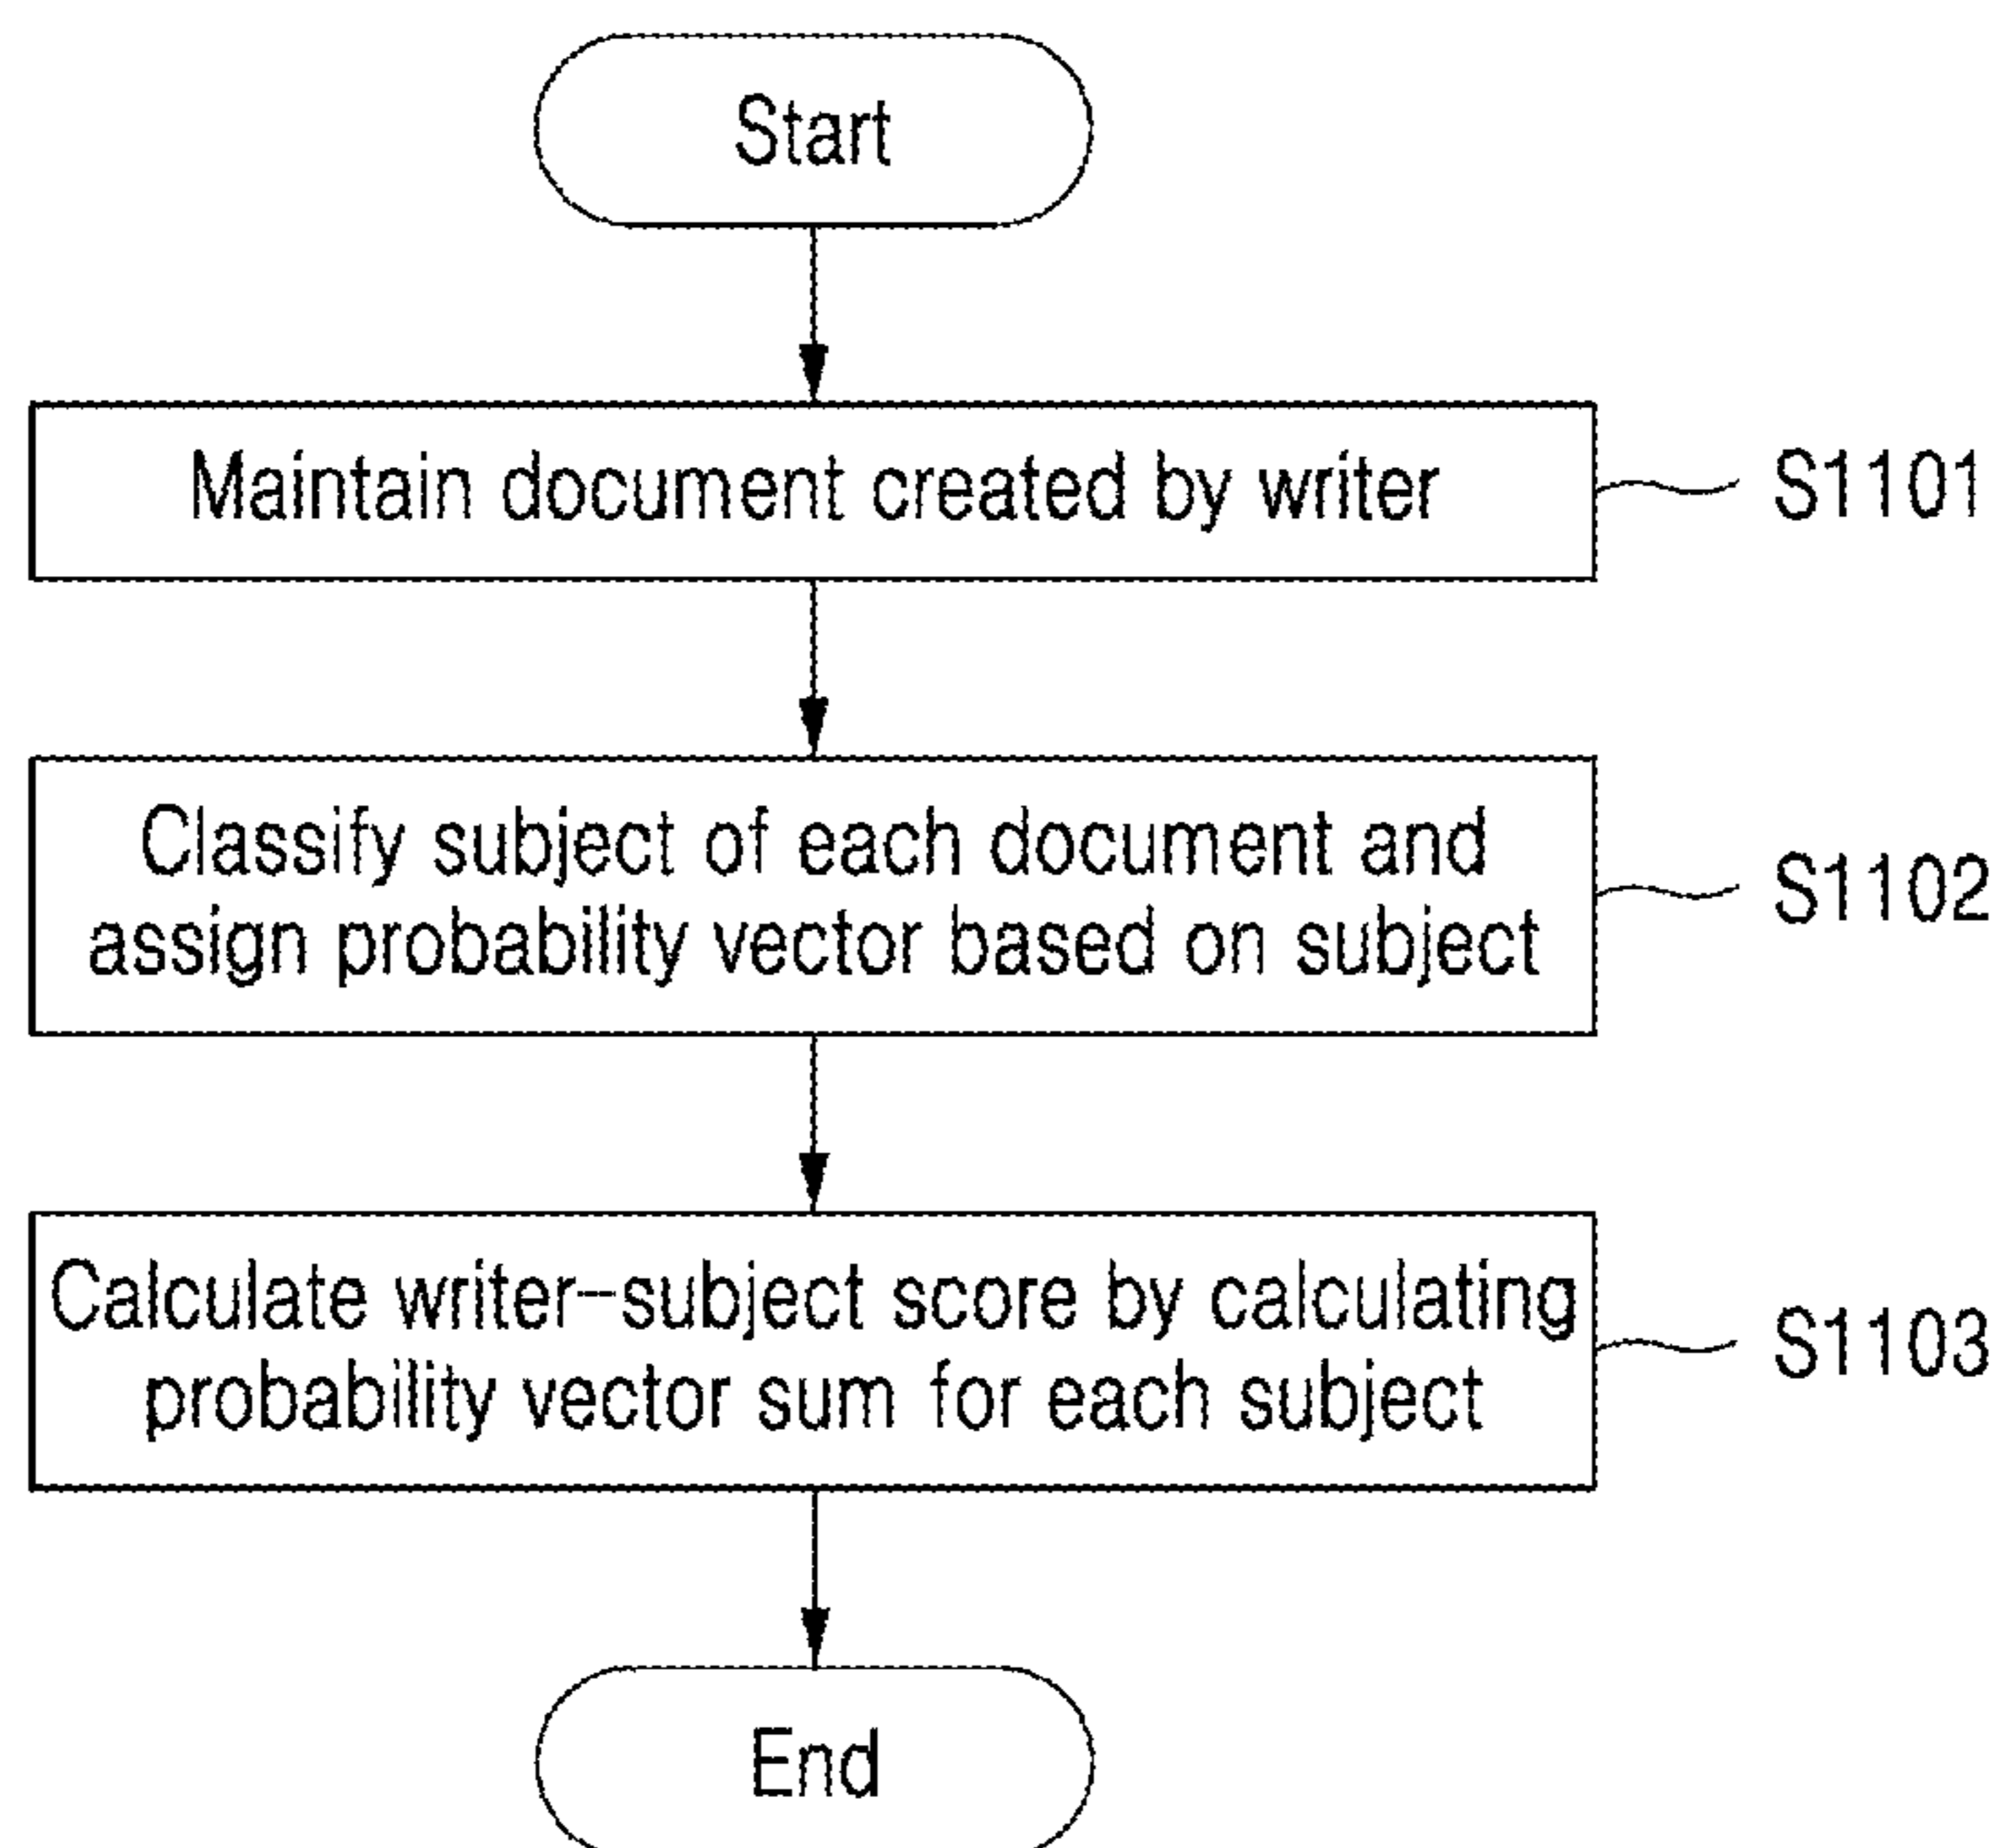 Start
Maintain document created by writer
S1101
Classify subject of each document and
assign probability vector based on subject
S1102
Calculate writer-subject score by calculating
probability vector sum for each subject
S1103
End